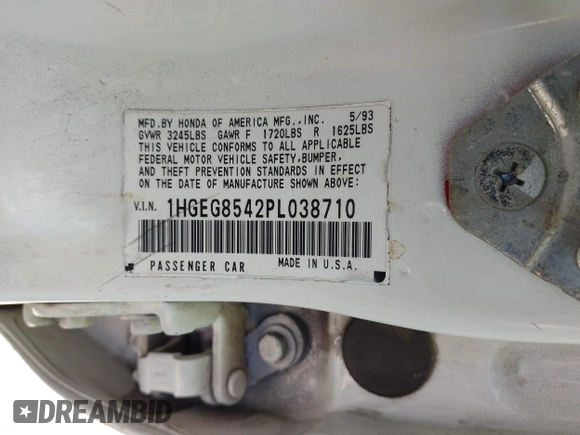 MFD.BY HONDA OF AMERICA MFG.,INC. 5/93
GVWR 3245LBS GAWR F 1720LBS R 1625LBS
THIS VEHICLE CONFORMS TO ALL APPLICABLE
FEDERAL MOTOR VEHICLE SAFETY,BUMPER,
AND THEFT PREVENTION STANDARDS IN EFFECT
ON THE DATE OF MANUFACTURE SHOWN ABOVE:
V.I.N. 1HGEG8542PL038710
PASSENGER CAR MADE IN U.S.A.
DREAMBID